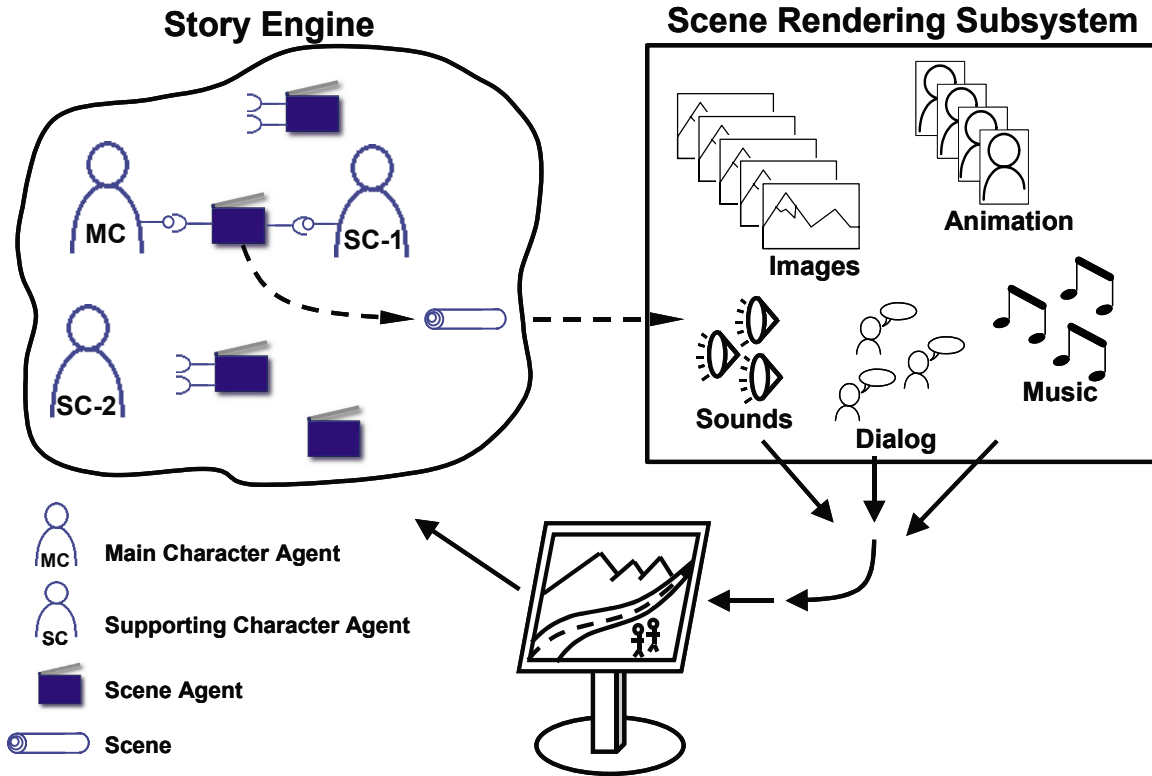 Story Engine
Scene Rendering Subsystem
MC
SC-1
SC-2
Images
Animation
Sounds
Dialog
Music
MC
Main Character Agent
SC
Supporting Character Agent
Scene Agent
Scene